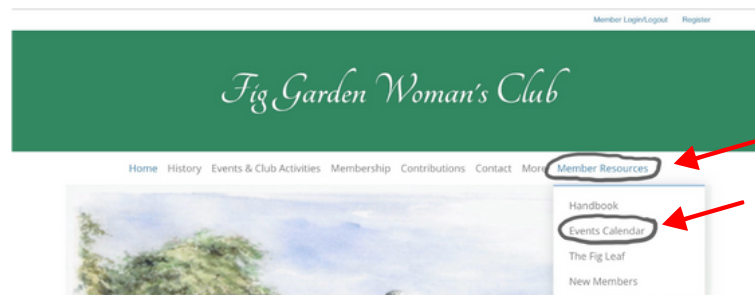 Member Login/Logout Register
Fig Garden Woman's Club
Home History Events & Club Activities Membership Contributions Contact More Member Resources
Handbook
Events Calendar
The Fig Leaf
New Members